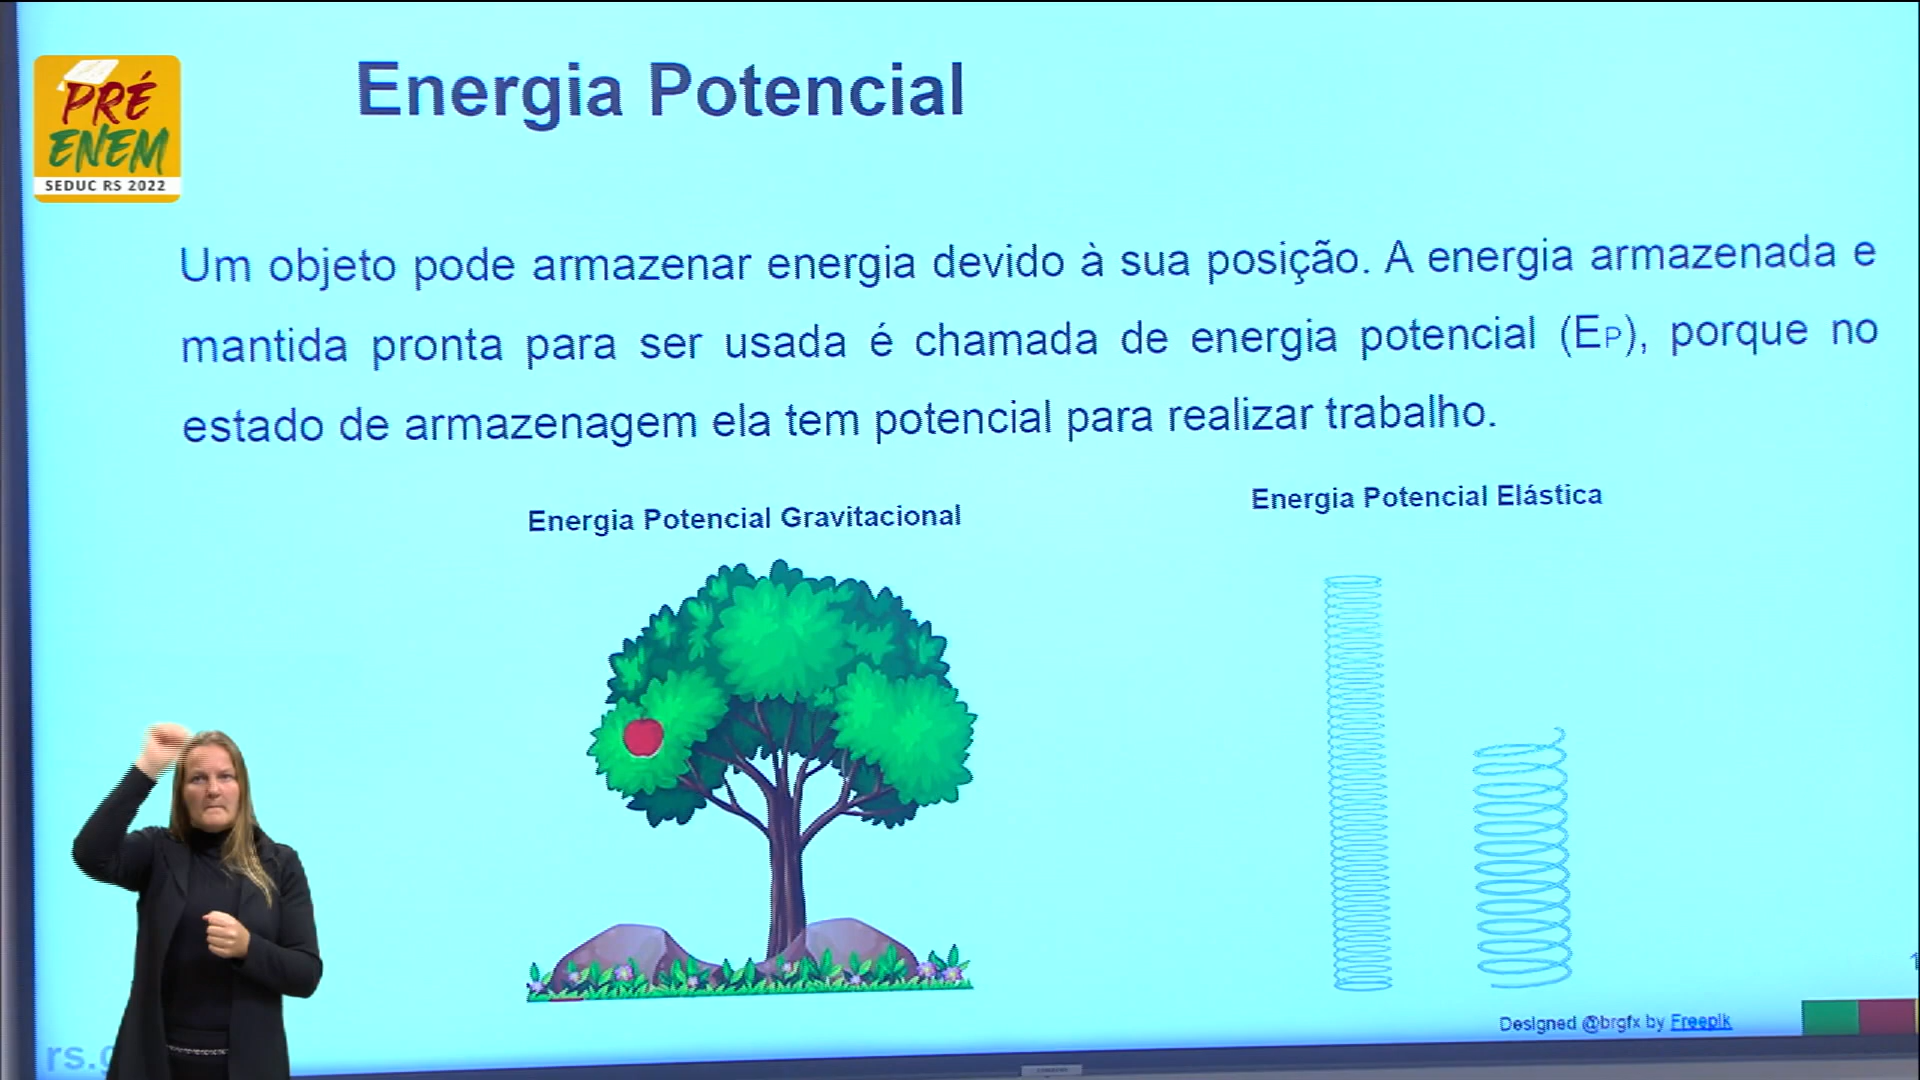 PRÉ
ENEM
SEDUC RS 2022
Energia Potencial
Um objeto pode armazenar energia devido à sua posição. A energia armazenada e
mantida pronta para ser usada é chamada de energia potencial (EP), porque no
estado de armazenagem ela tem potencial para realizar trabalho.
Energia Potencial Gravitacional
Energia Potencial Elástica
Designed @brgfx by Freepik